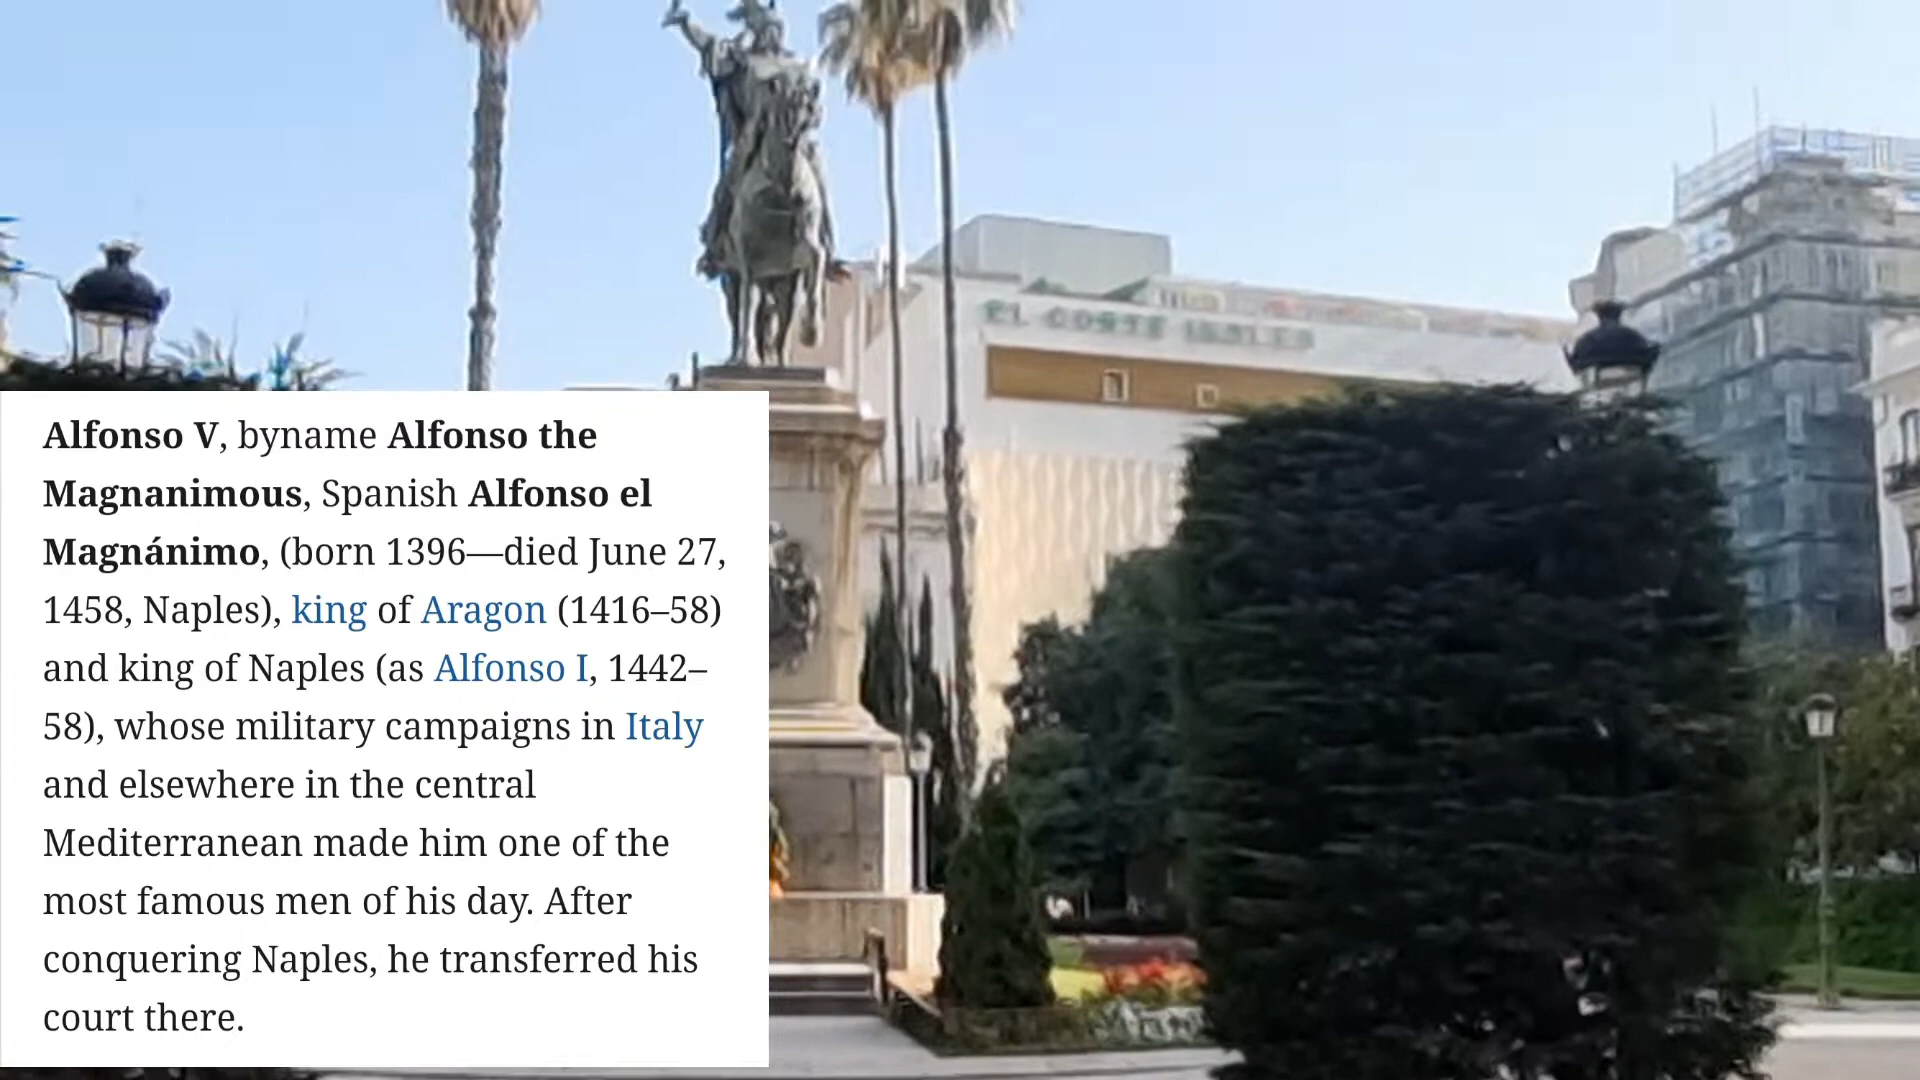 EL CORTE INGLES
Alfonso V, byname Alfonso the
Magnanimous, Spanish Alfonso el
Magnánimo, (born 1396—died June 27,
1458, Naples), king of Aragon (1416–58)
and king of Naples (as Alfonso I, 1442–
58), whose military campaigns in Italy
and elsewhere in the central
Mediterranean made him one of the
most famous men of his day. After
conquering Naples, he transferred his
court there.